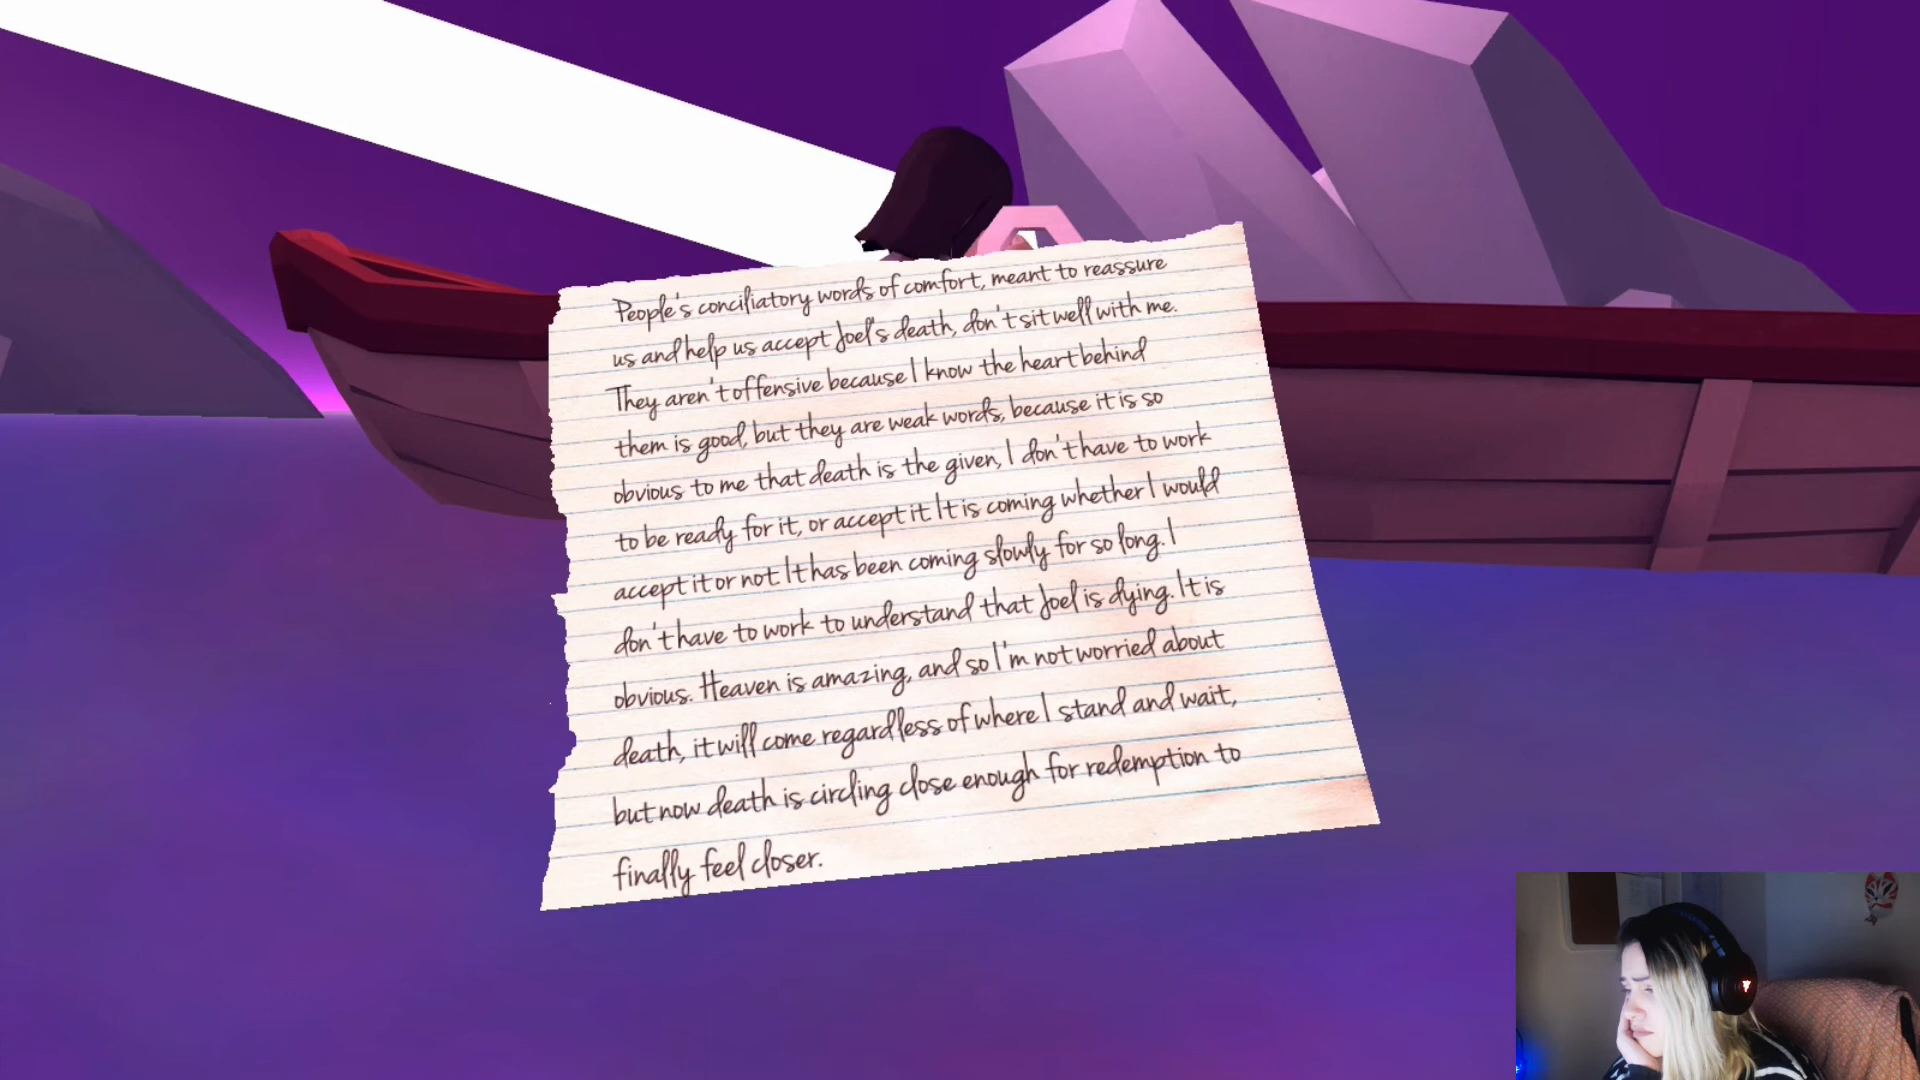 People's conciliatory words of comfort, meant to reassure
us and help us accept Joel's death, don't sit well with me.
They aren't offensive because I know the heart behind
them is good, but they are weak words, because it is so
obvious to me that death is the given, I don't have to work
to be ready for it, or accept it It is coming whether I would
accept it or not It has been coming slowly for so long. I
don't have to work to understand that Joel is dying. It is
obvious. Heaven is amazing, and so I'm not worried about
death, it will come regardless of where I stand and wait,
but now death is circling close enough for redemption to
finally feel closer.